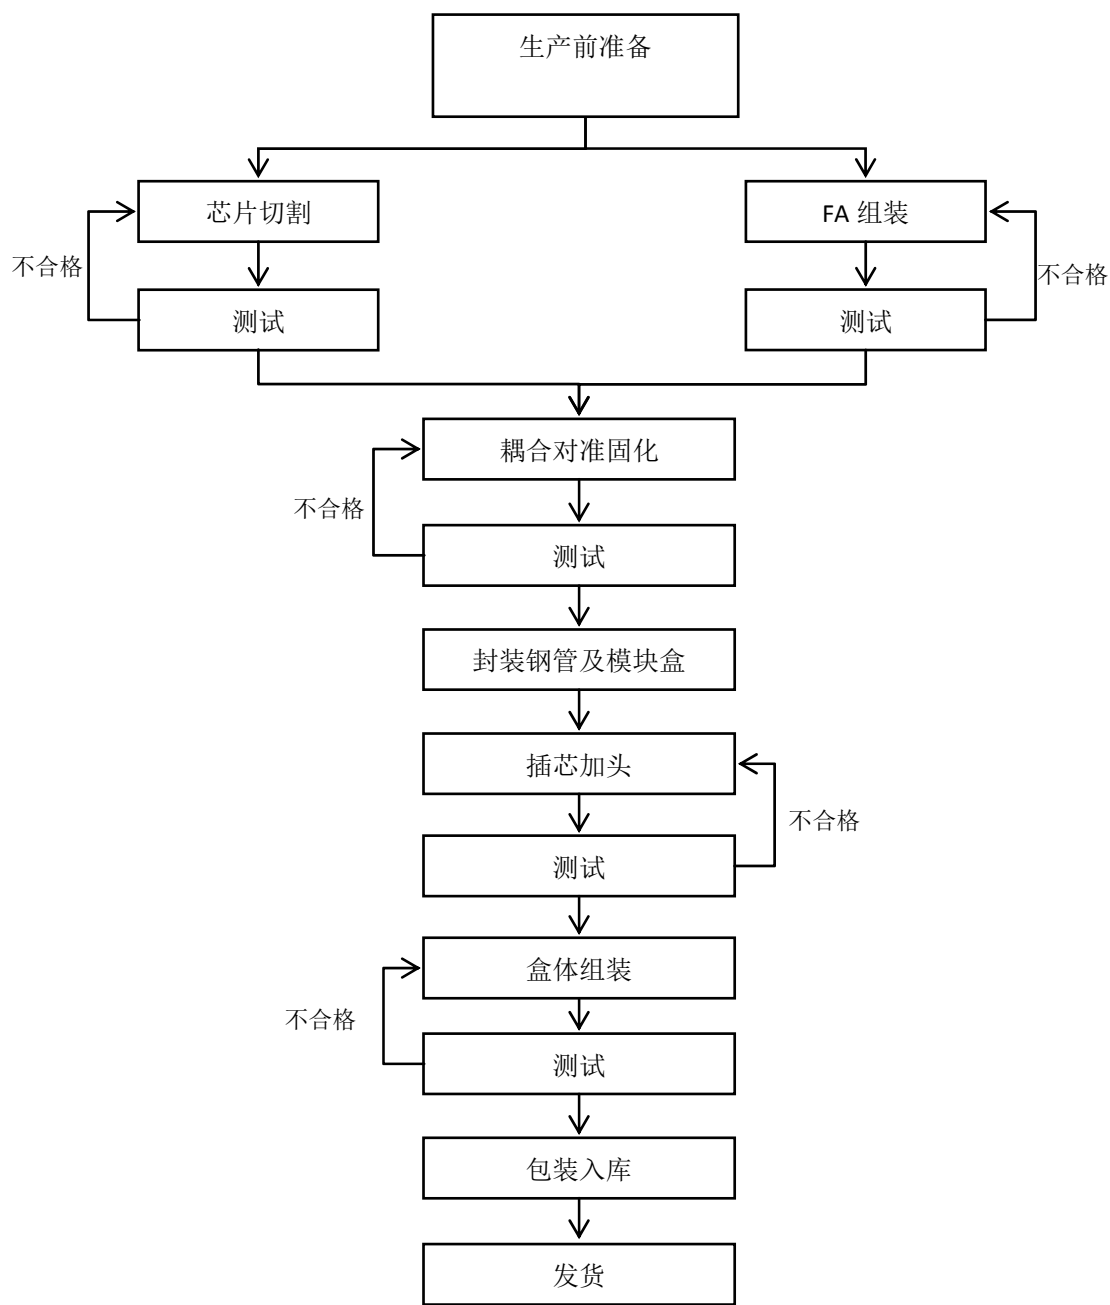 生产前准备
芯片切割
FA 组装
不合格
不合格
测试
测试
耦合对准固化
不合格
测试
封装钢管及模块盒
插芯加头
不合格
测试
盒体组装
不合格
测试
包装入库
发货